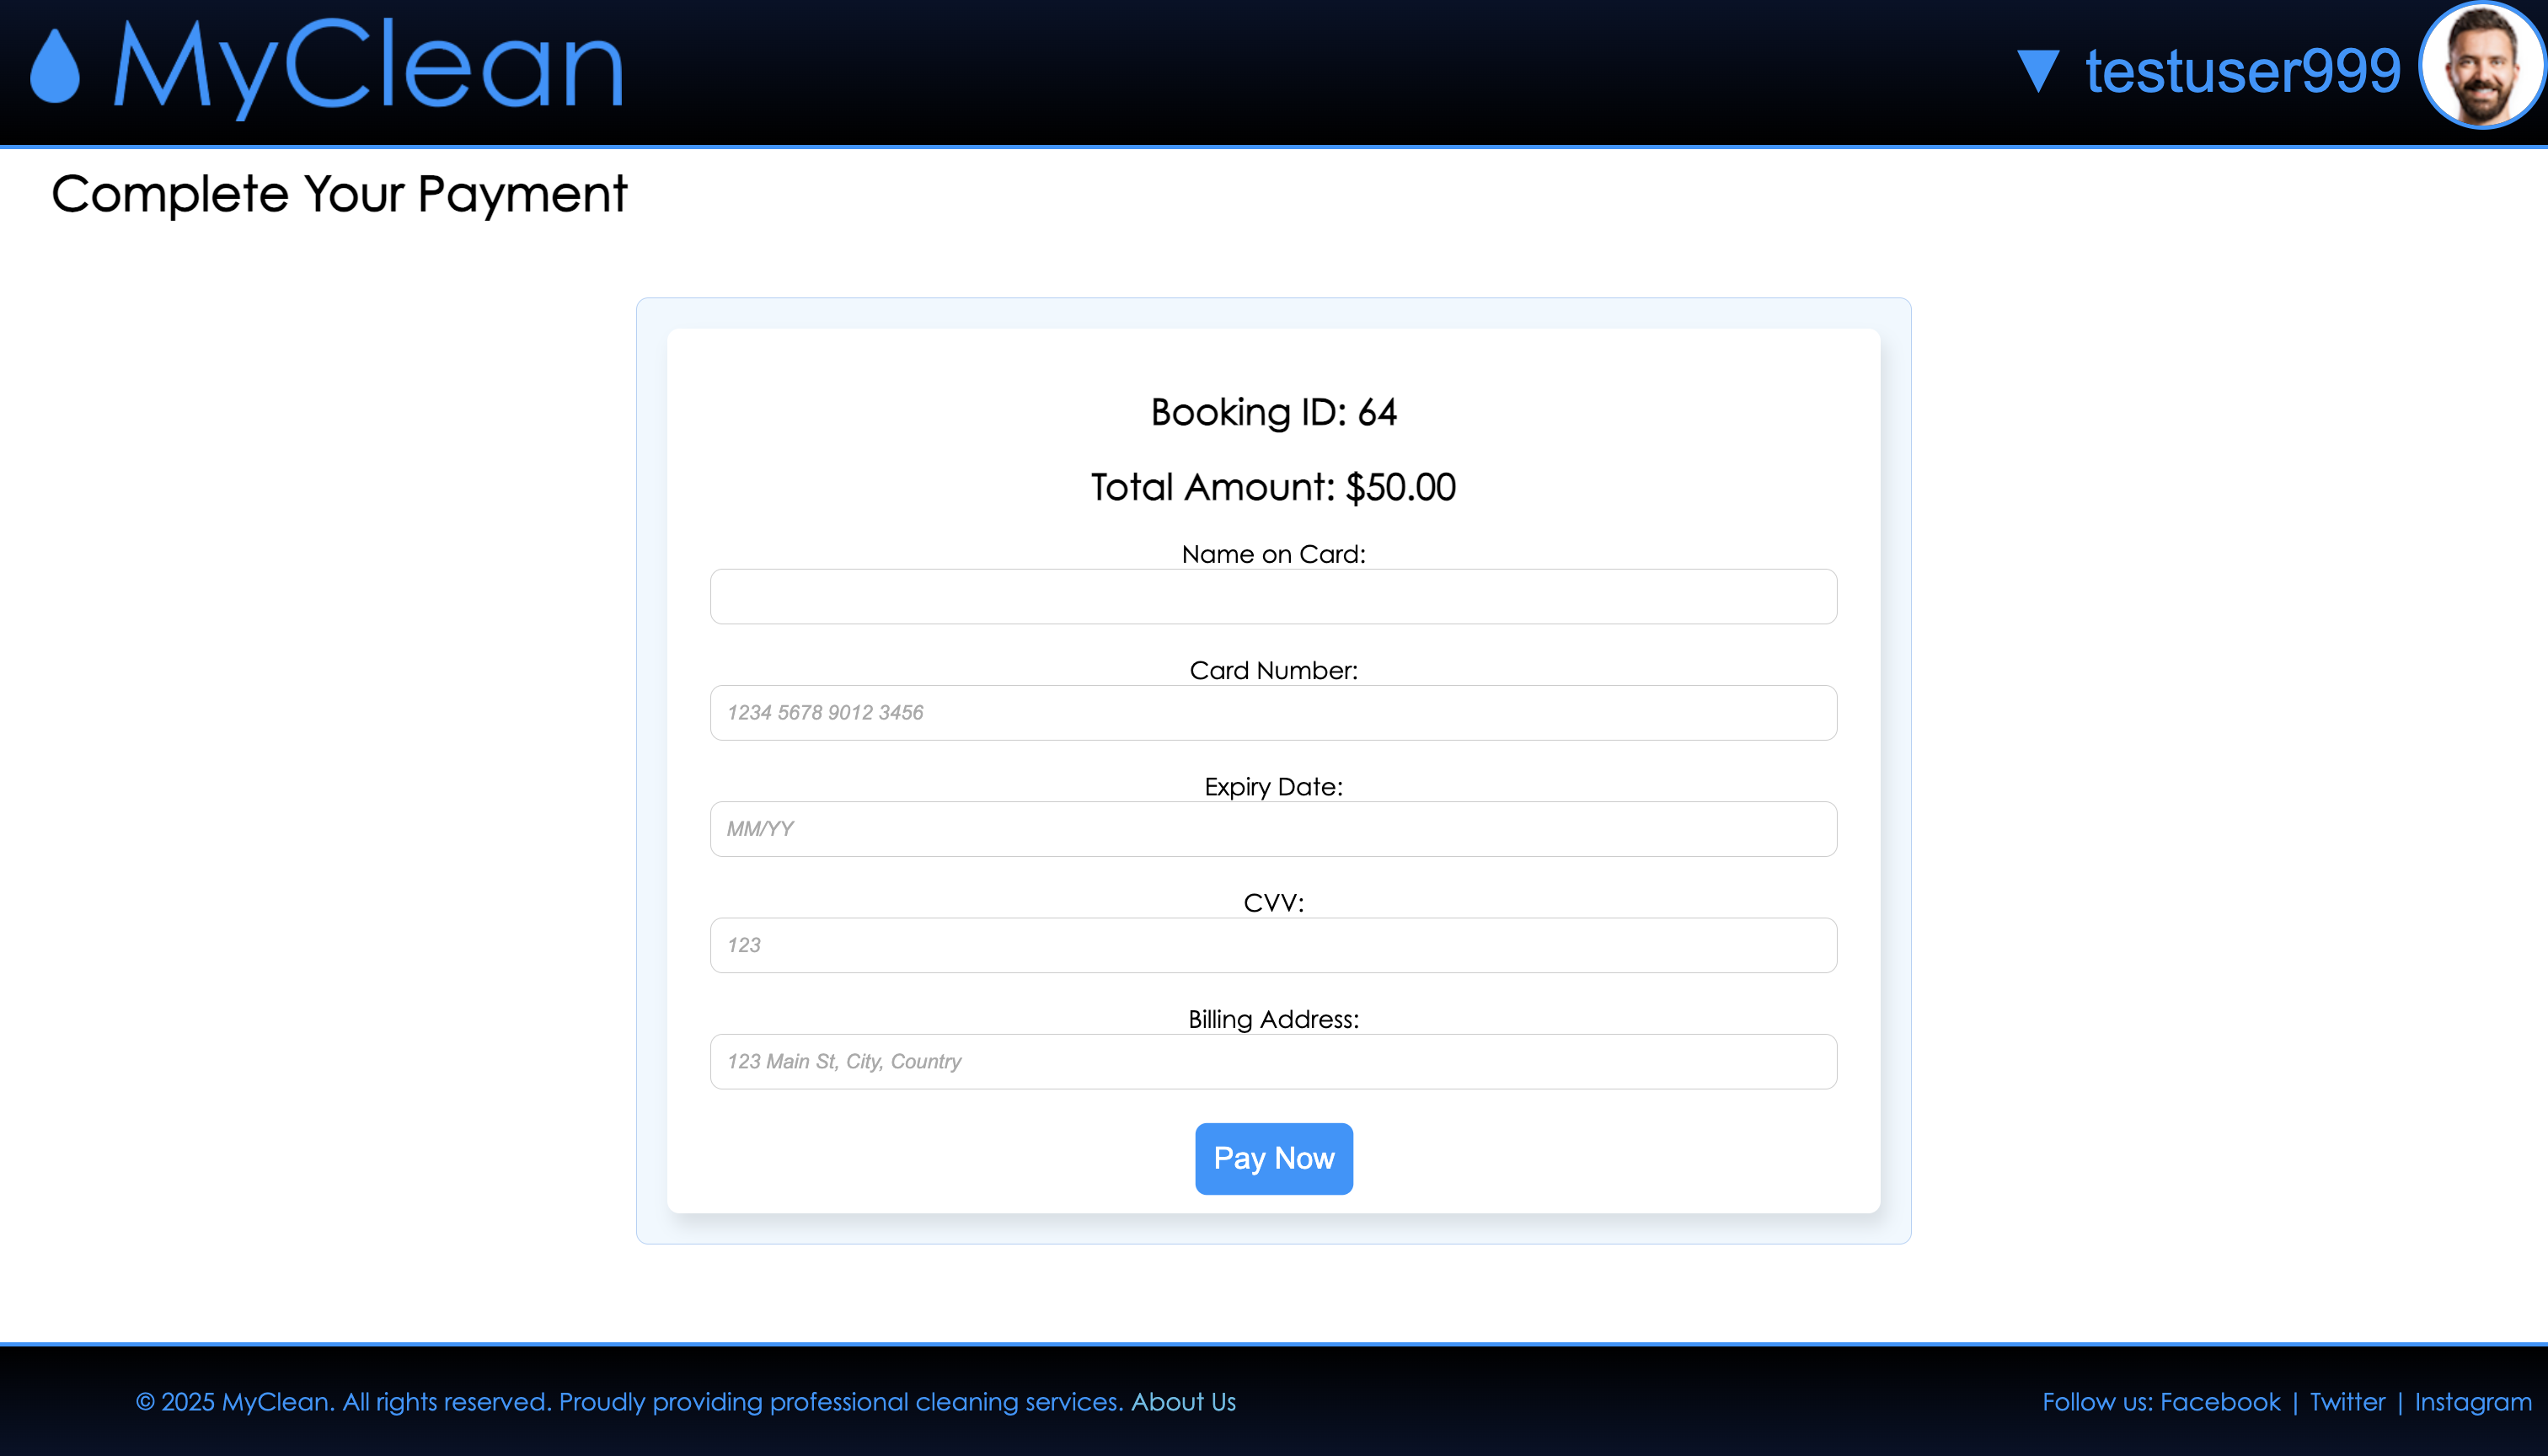 MyClean
▼ testuser999
Complete Your Payment
Booking ID: 64
Total Amount: $50.00
Name on Card:
Card Number:
1234 5678 9012 3456
Expiry Date:
MM/YY
CVV:
123
Billing Address:
123 Main St, City, Country
Pay Now
© 2025 MyClean. All rights reserved. Proudly providing professional cleaning services. About Us
Follow us: Facebook | Twitter | Instagram